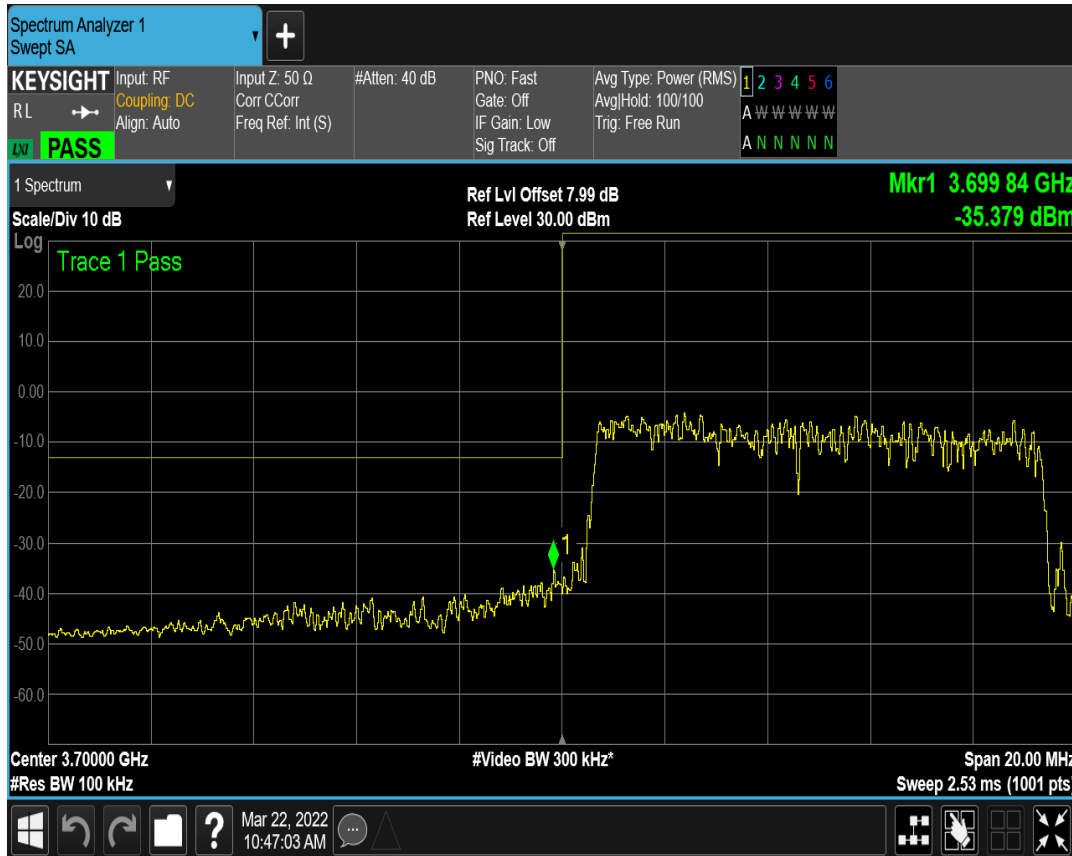 Spectrum Analyzer 1
Swept SA
+
KEYSIGHT Input: RF Input Z: 50 Ω #Atten: 40 dB PNO: Fast Avg Type: Power (RMS) 1 2 3 4 5 6
R L Coupling: DC Corr CCorr Gate: Off Avg|Hold: 100/100 A W W W W W
Align: Auto Freq Ref: Int (S) IF Gain: Low Trig: Free Run
LXI PASS Sig Track: Off A N N N N N
1 Spectrum Ref Lvl Offset 7.99 dB Mkr1 3.699 84 GHz
Scale/Div 10 dB Ref Level 30.00 dBm -35.379 dBm
Log
Trace 1 Pass
20.0
10.0
0.00
-10.0
-20.0
-30.0
1
-40.0
-50.0
-60.0
Center 3.70000 GHz #Video BW 300 kHz* Span 20.00 MHz
#Res BW 100 kHz Sweep 2.53 ms (1001 pts)
? Mar 22, 2022
10:47:03 AM